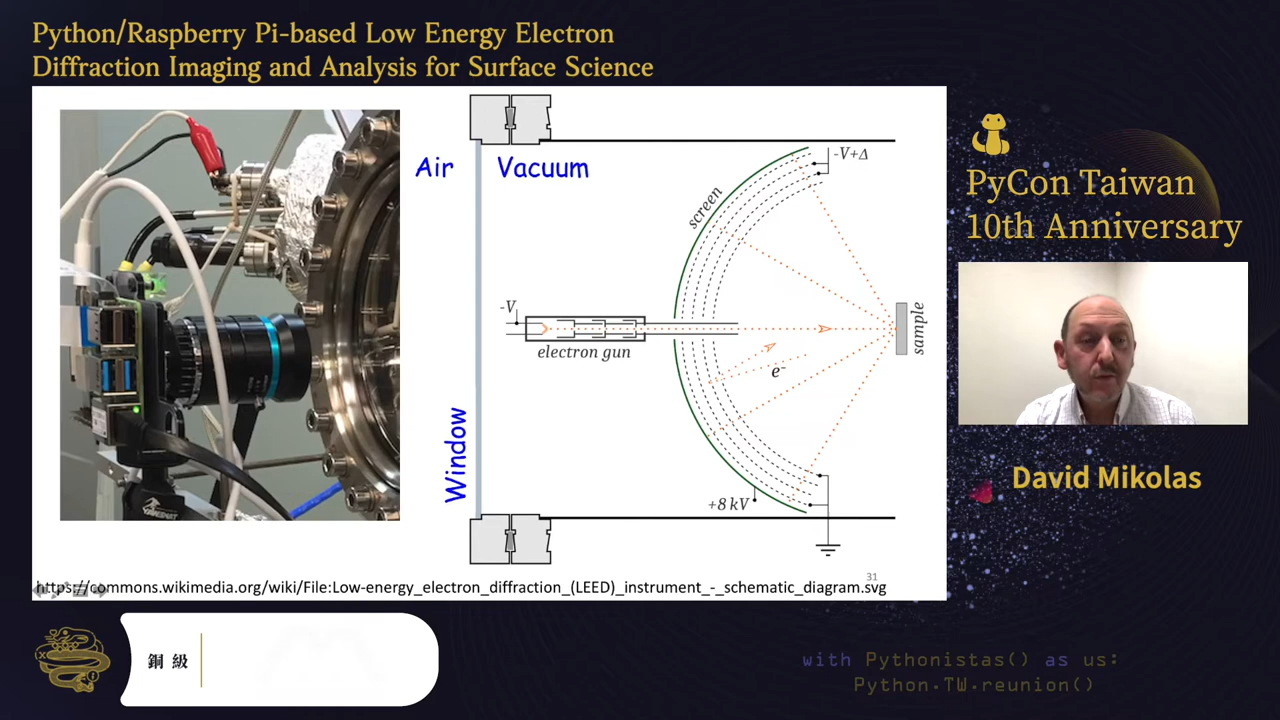 Python/Raspberry Pi-based Low Energy Electron
Diffraction Imaging and Analysis for Surface Science
Air
Vacuum
Window
screen
-V+Δ
-V
electron gun
e⁻
sample
+8 kV
31
https://commons.wikimedia.org/wiki/File:Low-energy_electron_diffraction_(LEED)_instrument_-_schematic_diagram.svg
PyCon Taiwan
10th Anniversary
David Mikolas
銅級
with Pythonistas() as us:
Python.TW.reunion()